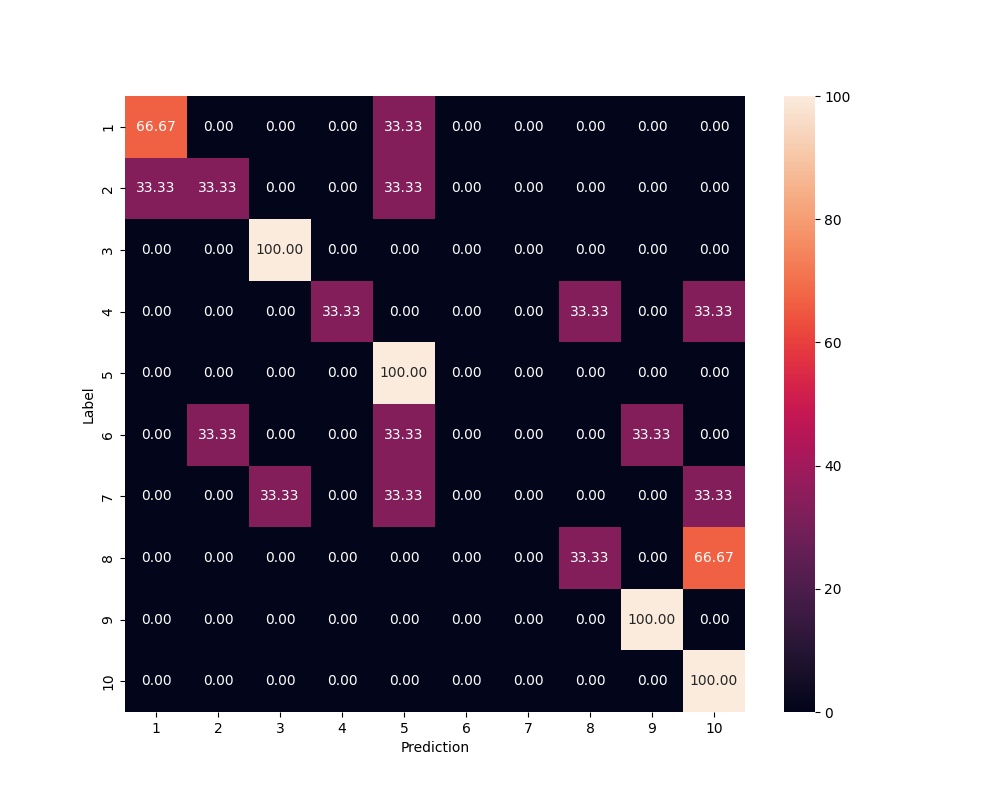 1 66.67 0.00 0.00 0.00 33.33 0.00 0.00 0.00 0.00 0.00
2 33.33 33.33 0.00 0.00 33.33 0.00 0.00 0.00 0.00 0.00
3 0.00 0.00 100.00 0.00 0.00 0.00 0.00 0.00 0.00 0.00
4 0.00 0.00 0.00 33.33 0.00 0.00 0.00 33.33 0.00 33.33
5 0.00 0.00 0.00 0.00 100.00 0.00 0.00 0.00 0.00 0.00
6 0.00 33.33 0.00 0.00 33.33 0.00 0.00 0.00 33.33 0.00
7 0.00 0.00 33.33 0.00 33.33 0.00 0.00 0.00 0.00 33.33
8 0.00 0.00 0.00 0.00 0.00 0.00 0.00 33.33 0.00 66.67
9 0.00 0.00 0.00 0.00 0.00 0.00 0.00 0.00 100.00 0.00
10 0.00 0.00 0.00 0.00 0.00 0.00 0.00 0.00 0.00 100.00
1 2 3 4 5 6 7 8 9 10
Prediction
Label
100
80
60
40
20
0